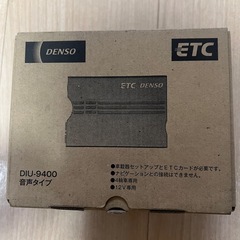 DENSO
ETC
ETC DENSO
DIU-9400
音声タイプ
●車載器セットアップとETCカードが必要です。
●ナビゲーションとの接続はできません。
●4輪車専用
●12V専用